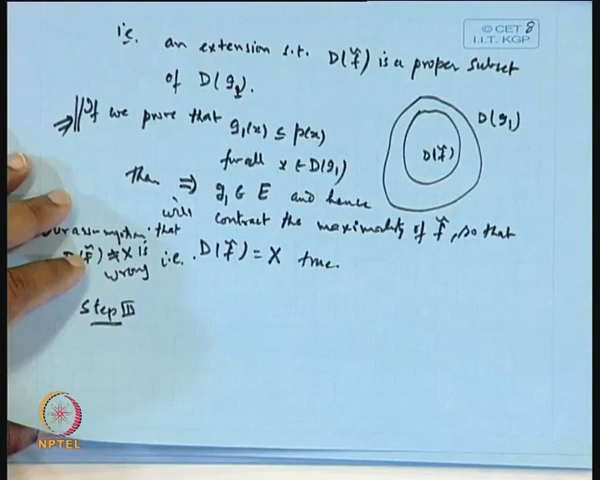 © CET 8
I.I.T. KGP
i.e. an extension s.t. D(f̃) is a proper subset
of D(g₁).
⇒ || If we prove that g₁(x) ≤ p(x)
for all x ∈ D(g₁)
D(g₁)
D(f̃)
Then ⇒ g₁ ∈ E and hence
will contract the maximality of f̃, so that
assumption that
D(f̃) ≠ X is
wrong i.e. D(f̃) = X true.
Step III
NPTEL